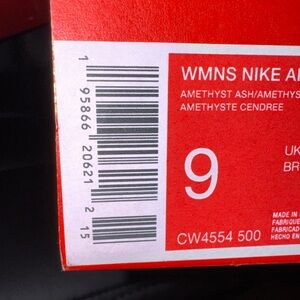 1 95866 20621 2 15
WMNS NIKE
AMETHYST ASH/AMETHYS
AMETHYSTE CENDREE
9
UK
BR
CW4554 500
MADE IN
FABRIQUE
FABRICADO
HECHO EN